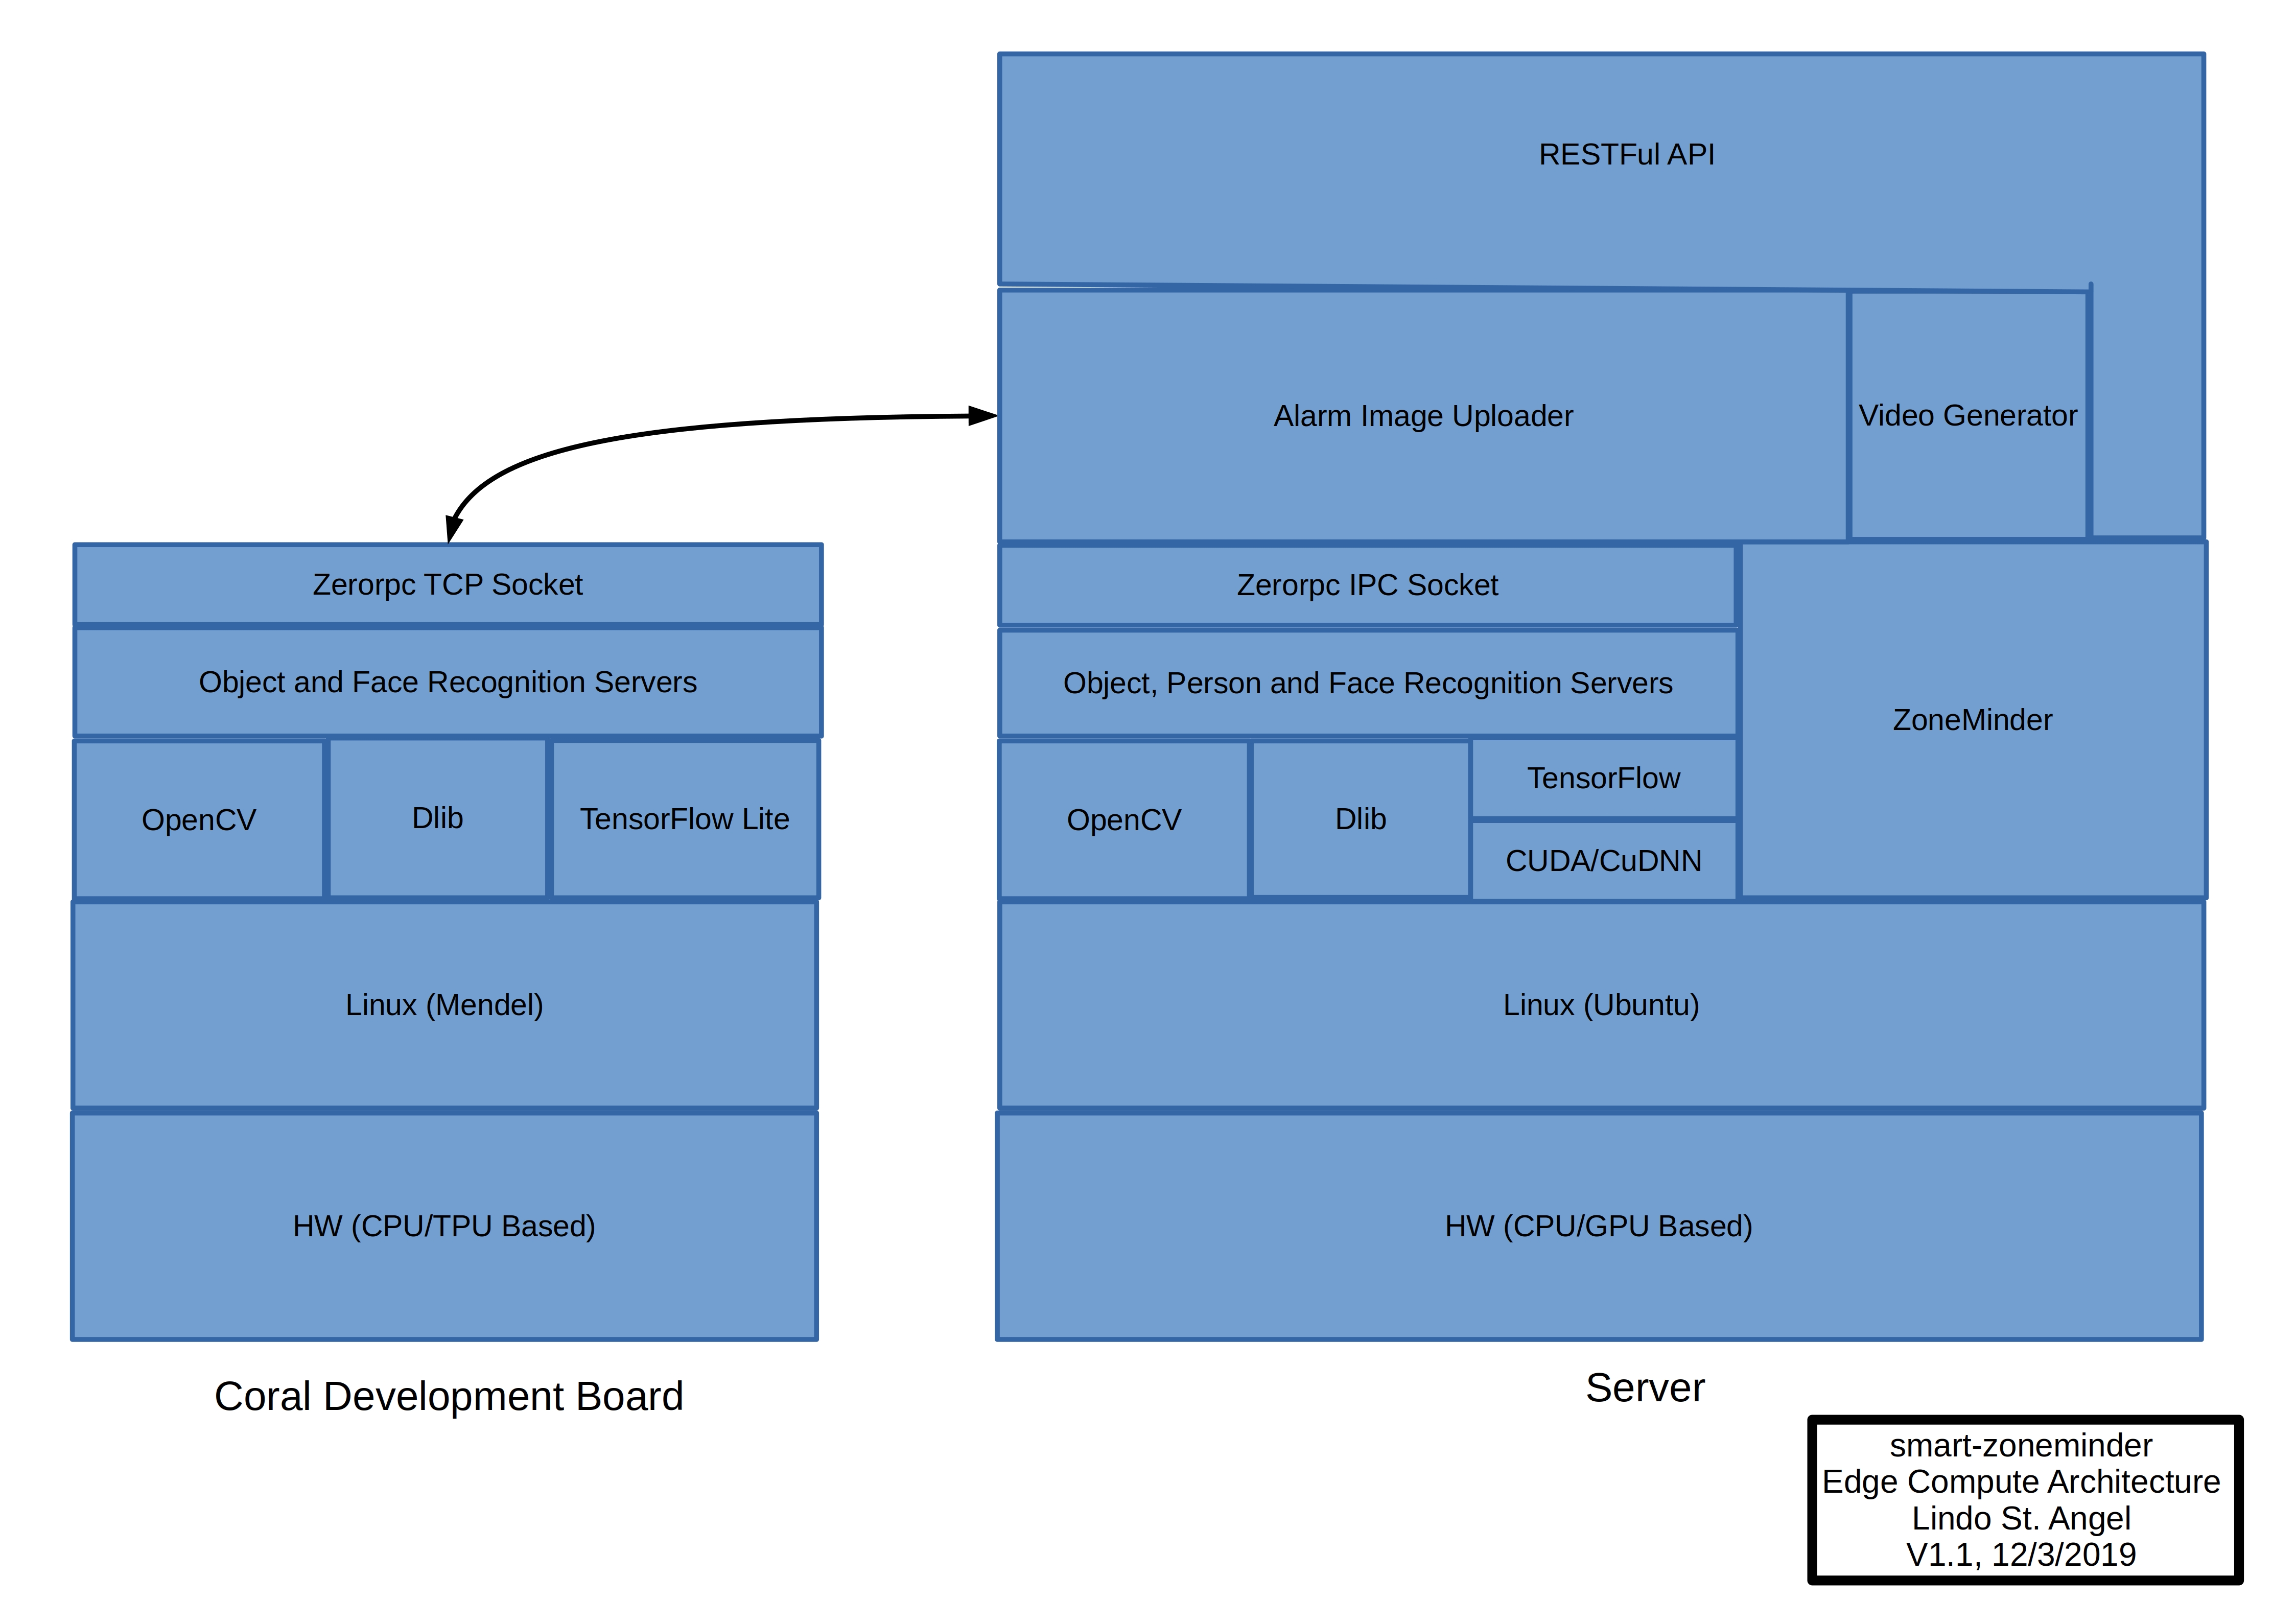 RESTFul API
Alarm Image Uploader
Video Generator
Zerorpc TCP Socket
Zerorpc IPC Socket
Object and Face Recognition Servers
Object, Person and Face Recognition Servers
ZoneMinder
OpenCV
Dlib
TensorFlow Lite
OpenCV
Dlib
TensorFlow
CUDA/CuDNN
Linux (Mendel)
Linux (Ubuntu)
HW (CPU/TPU Based)
HW (CPU/GPU Based)
Coral Development Board
Server
smart-zoneminder
Edge Compute Architecture
Lindo St. Angel
V1.1, 12/3/2019